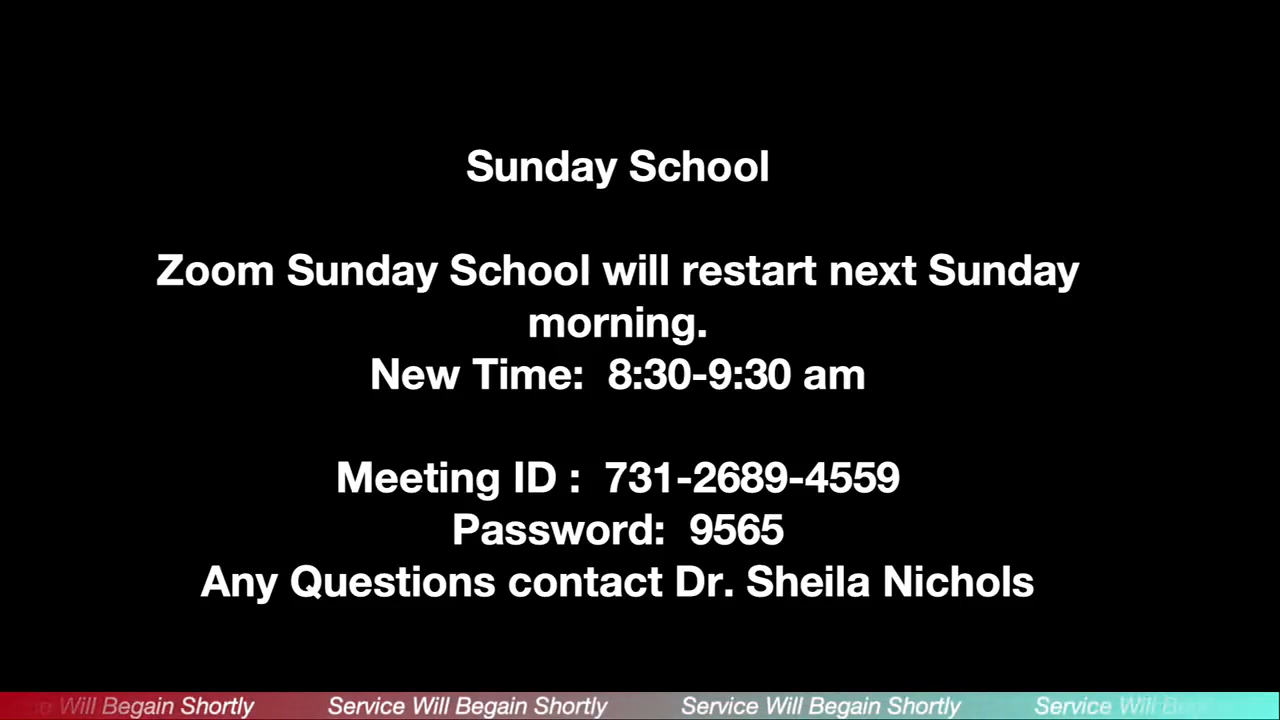 Sunday School
Zoom Sunday School will restart next Sunday
morning.
New Time:  8:30-9:30 am
Meeting ID :  731-2689-4559
Password:  9565
Any Questions contact Dr. Sheila Nichols
Will Begain Shortly Service Will Begain Shortly Service Will Begain Shortly Service Will